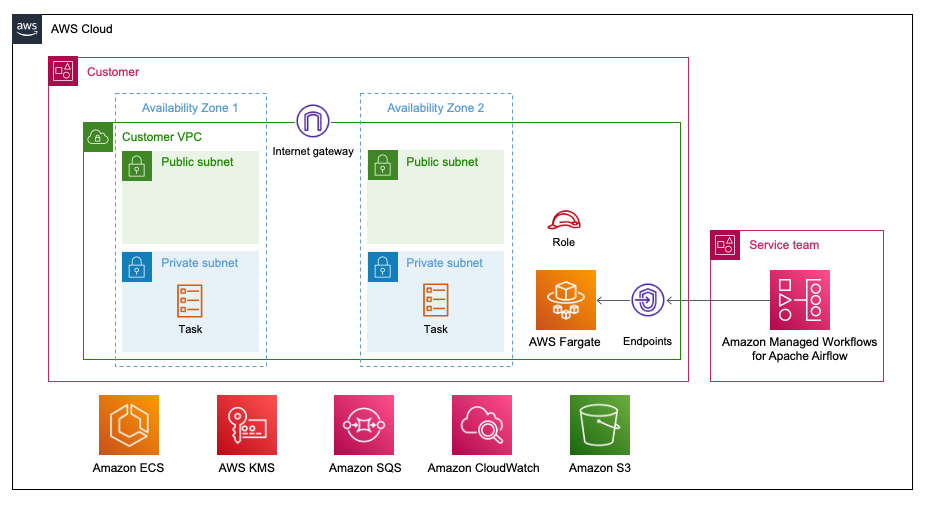 aws
AWS Cloud
Customer
Availability Zone 1
Availability Zone 2
Customer VPC
Internet gateway
Public subnet
Public subnet
Role
Service team
Private subnet
Private subnet
Task
Task
AWS Fargate
Endpoints
Amazon Managed Workflows
for Apache Airflow
Amazon ECS
AWS KMS
Amazon SQS
Amazon CloudWatch
Amazon S3